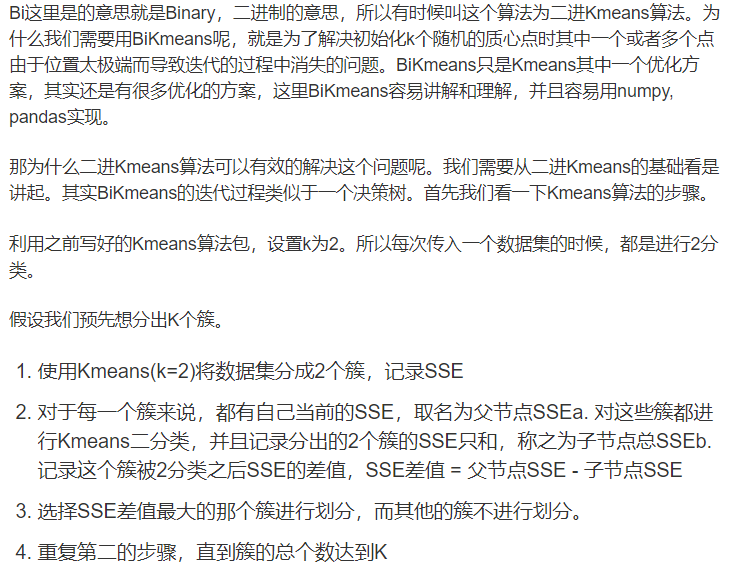 Bi这里是的意思就是Binary，二进制的意思，所以有时候叫这个算法为二进Kmeans算法。为
什么我们需要用BiKmeans呢，就是为了解决初始化k个随机的质心点时其中一个或者多个点
由于位置太极端而导致迭代的过程中消失的问题。BiKmeans只是Kmeans其中一个优化方
案，其实还是有很多优化的方案，这里BiKmeans容易讲解和理解，并且容易用numpy,
pandas实现。
那为什么二进Kmeans算法可以有效的解决这个问题呢。我们需要从二进Kmeans的基础看是
讲起。其实BiKmeans的迭代过程类似于一个决策树。首先我们看一下Kmeans算法的步骤。
利用之前写好的Kmeans算法包，设置k为2。所以每次传入一个数据集的时候，都是进行2分
类。
假设我们预先想分出K个簇。
1. 使用Kmeans(k=2)将数据集分成2个簇，记录SSE
2. 对于每一个簇来说，都有自己当前的SSE，取名为父节点SSEa. 对这些簇都进
行Kmeans二分类，并且记录分出的2个簇的SSE只和，称之为子节点总SSEb.
记录这个簇被2分类之后SSE的差值，SSE差值 = 父节点SSE - 子节点SSE
3. 选择SSE差值最大的那个簇进行划分，而其他的簇不进行划分。
4. 重复第二的步骤，直到簇的总个数达到K